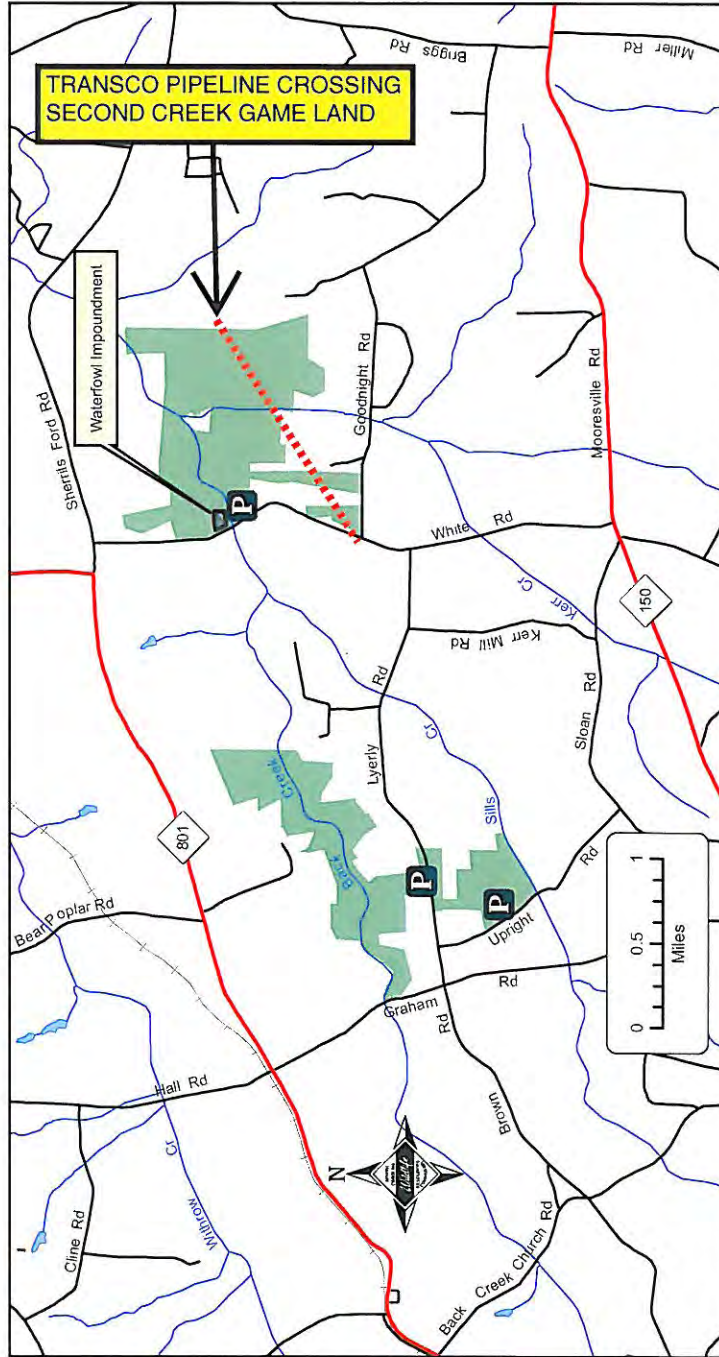 TRANSCO PIPELINE CROSSING
SECOND CREEK GAME LAND
Waterfowl Impoundment
Sherrils Ford Rd
Briggs Rd
Miller Rd
Goodnight Rd
Mooresville Rd
White Rd
P
Kerr Cr
Kerr Mill Rd
150
Sloan Rd
801
Bear Poplar Rd
Back Creek
Lyerly Rd
Sills Cr
P
P
Upright Rd
Graham Rd
Hall Rd
Withrow Cr
Cline Rd
Brown Rd
Back Creek Church Rd
N
0 0.5 1
Miles